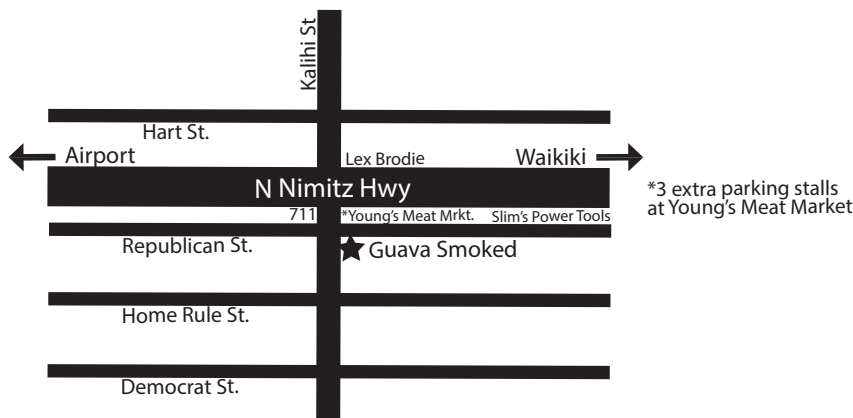 Kalihi St
Hart St.
Airport
Lex Brodie
Waikiki
N Nimitz Hwy
*3 extra parking stalls
at Young's Meat Market
711
*Young's Meat Mrkt.
Slim's Power Tools
Republican St.
Guava Smoked
Home Rule St.
Democrat St.